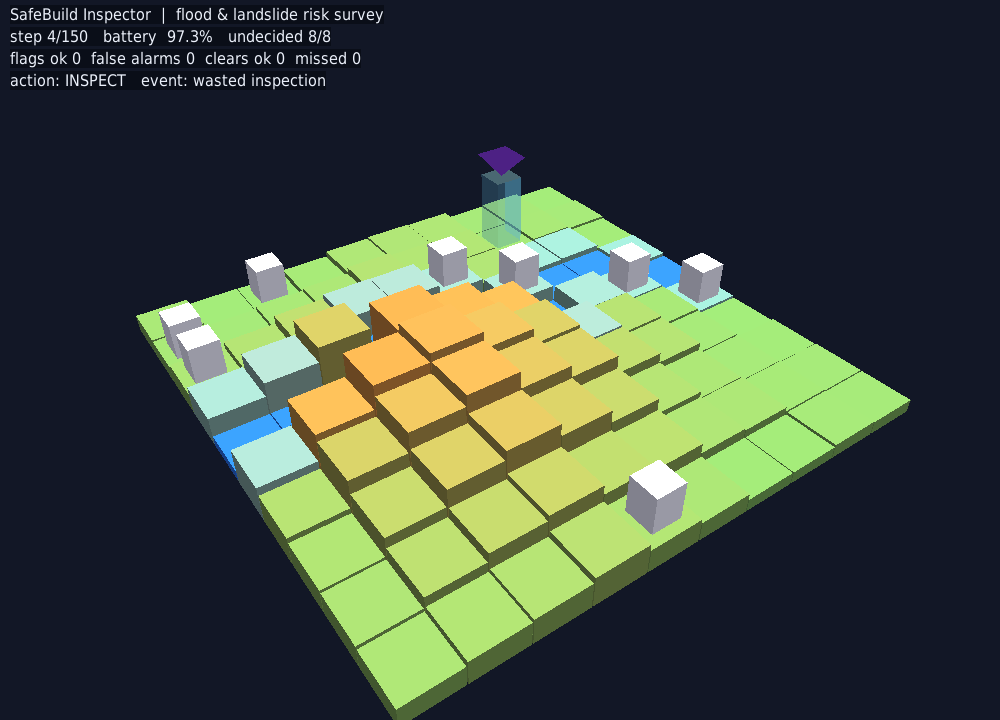 SafeBuild Inspector | flood & landslide risk survey
step 4/150 battery 97.3% undecided 8/8
flags ok 0 false alarms 0 clears ok 0 missed 0
action: INSPECT event: wasted inspection